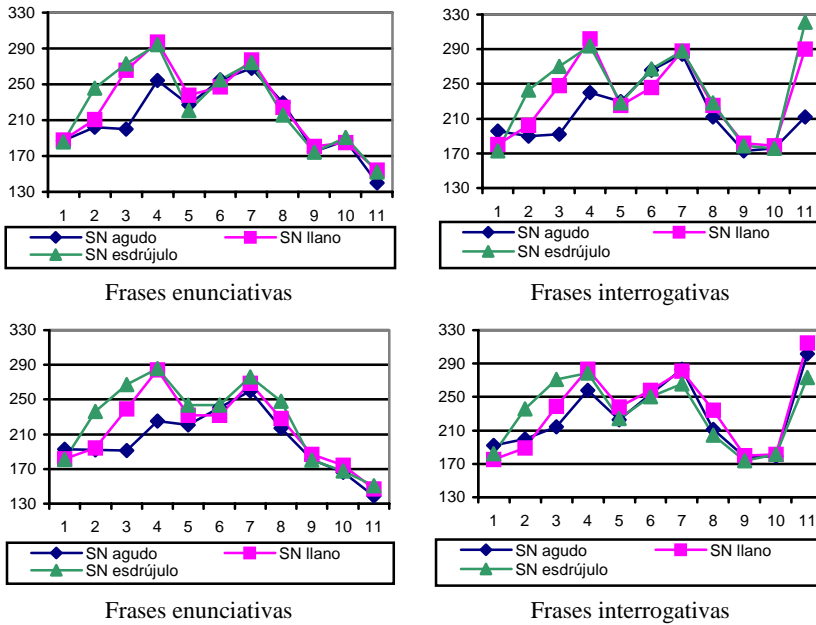 330
290
250
210
170
130
1 2 3 4 5 6 7 8 9 10 11
SN agudo SN llano
SN esdrújulo
Frases enunciativas
330
290
250
210
170
130
1 2 3 4 5 6 7 8 9 10 11
SN agudo SN llano
SN esdrújulo
Frases interrogativas
330
290
250
210
170
130
1 2 3 4 5 6 7 8 9 10 11
SN agudo SN llano
SN esdrújulo
Frases enunciativas
330
290
250
210
170
130
1 2 3 4 5 6 7 8 9 10 11
SN agudo SN llano
SN esdrújulo
Frases interrogativas